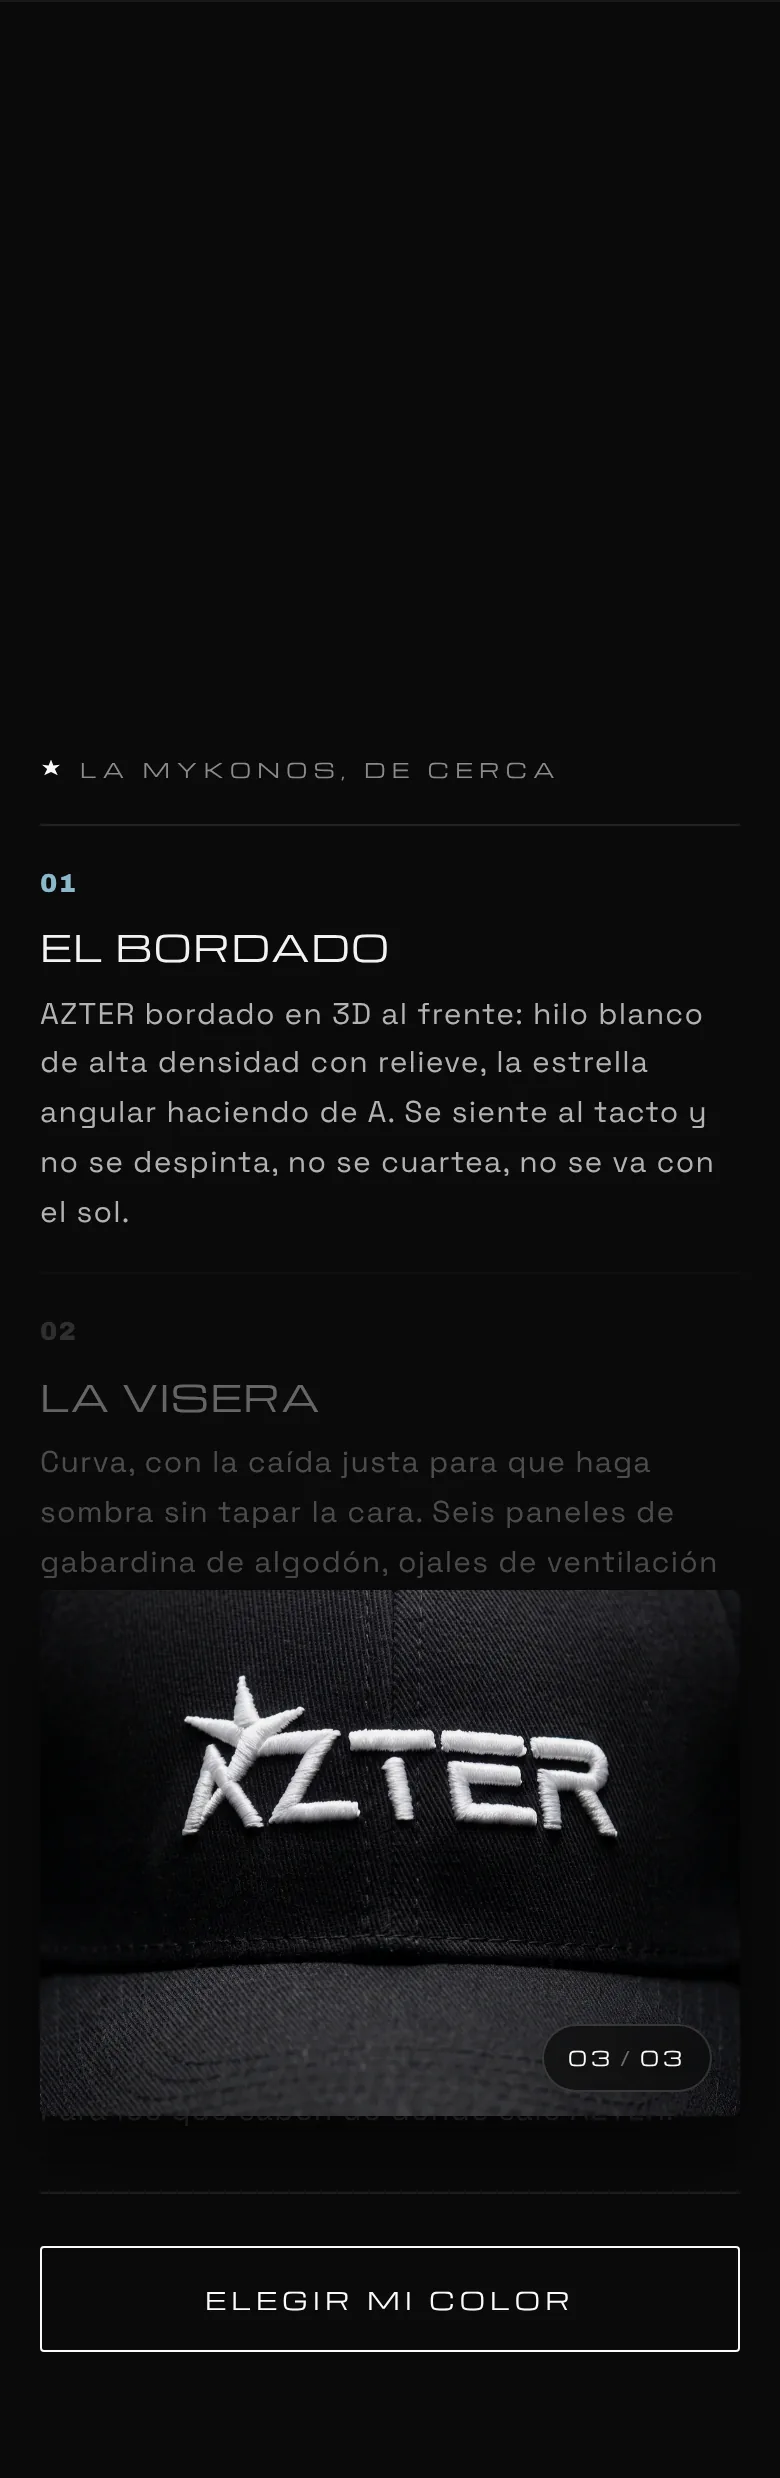 ★ LA MYKONOS, DE CERCA
01
EL BORDADO
AZTER bordado en 3D al frente: hilo blanco
de alta densidad con relieve, la estrella
angular haciendo de A. Se siente al tacto y
no se despinta, no se cuartea, no se va con
el sol.
02
LA VISERA
Curva, con la caída justa para que haga
sombra sin tapar la cara. Seis paneles de
gabardina de algodón, ojales de ventilación
AZTER
03 / 03
ELEGIR MI COLOR